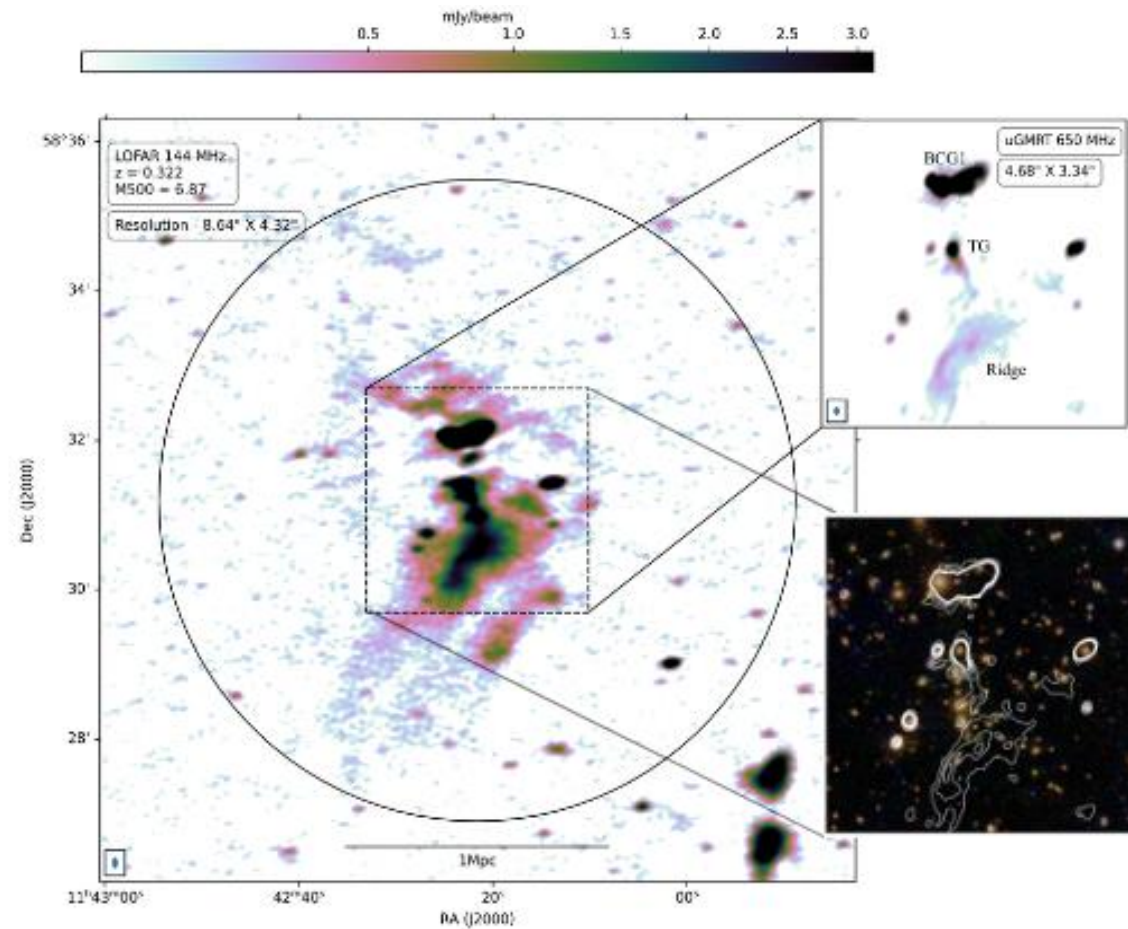 mJy/beam
0.5 1.0 1.5 2.0 2.5 3.0
58°36'
34'
32'
30'
28'
Dec (J2000)
LOFAR 144 MHz
z = 0.322
M500 = 6.87
Resolution 8.64" X 4.32"
1Mpc
11ʰ43ᵐ00ˢ 42ᵐ40ˢ 20ˢ 00ˢ
RA (J2000)
uGMRT 650 MHz
4.68" X 3.34"
BCG1
TG
Ridge